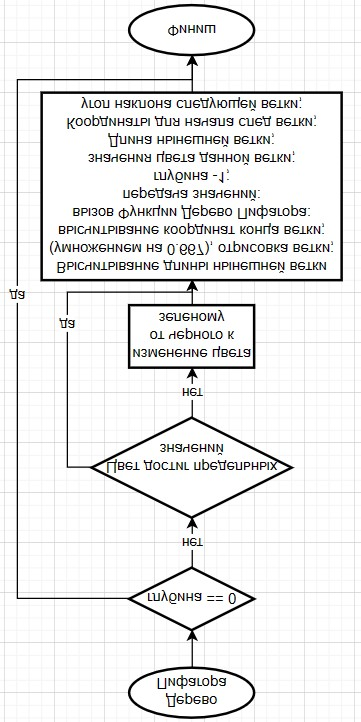 Дерево
Пифагора
глубина == 0
нет
Цвет достиг предельных
значений
нет
да
изменение цвета
от черного к
зеленому
да
Высчитывание длины нынешней ветки
(умножением на 0.667), отрисовка ветки;
высчитывание координат конца ветки;
вызов Функции Дерево Пифагора:
передача значений:
глубина -1;
значения цвета данной ветки;
Длина нынешней ветки;
Координаты для начала след ветки;
угол наклона следующей ветки;
Финиш